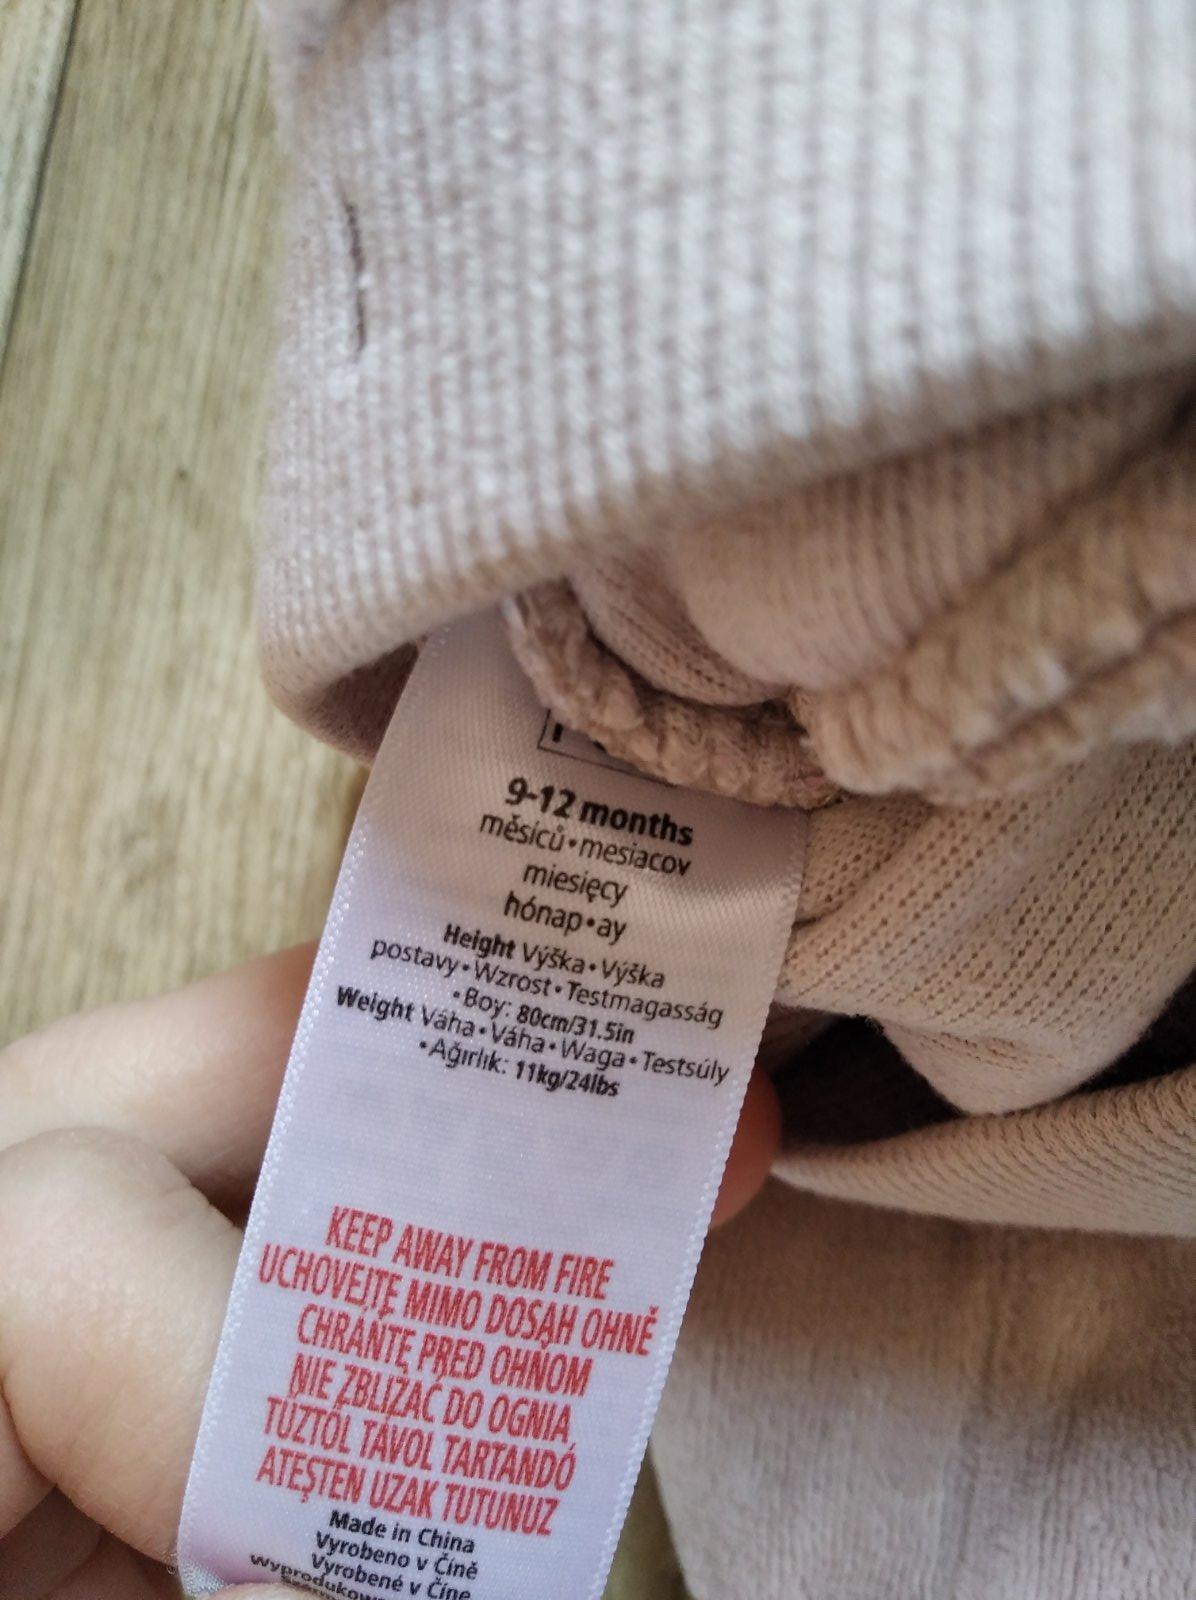 9-12 months
měsíců•mesiacov
miesięcy
hónap•ay
Height Výška•Výška
postavy•Wzrost•Testmagasság
•Boy: 80cm/31.5in
Weight Váha•Váha•Waga•Testsúly
•Ağırlık: 11kg/24lbs
KEEP AWAY FROM FIRE
UCHOVEJTE MIMO DOSAH OHNĚ
CHRÁŇTE PRED OHŇOM
NIE ZBLIŻAĆ DO OGNIA
TŰZTŐL TÁVOL TARTANDÓ
ATEŞTEN UZAK TUTUNUZ
Made in China
Vyrobeno v Číně
Vyrobené v Číne